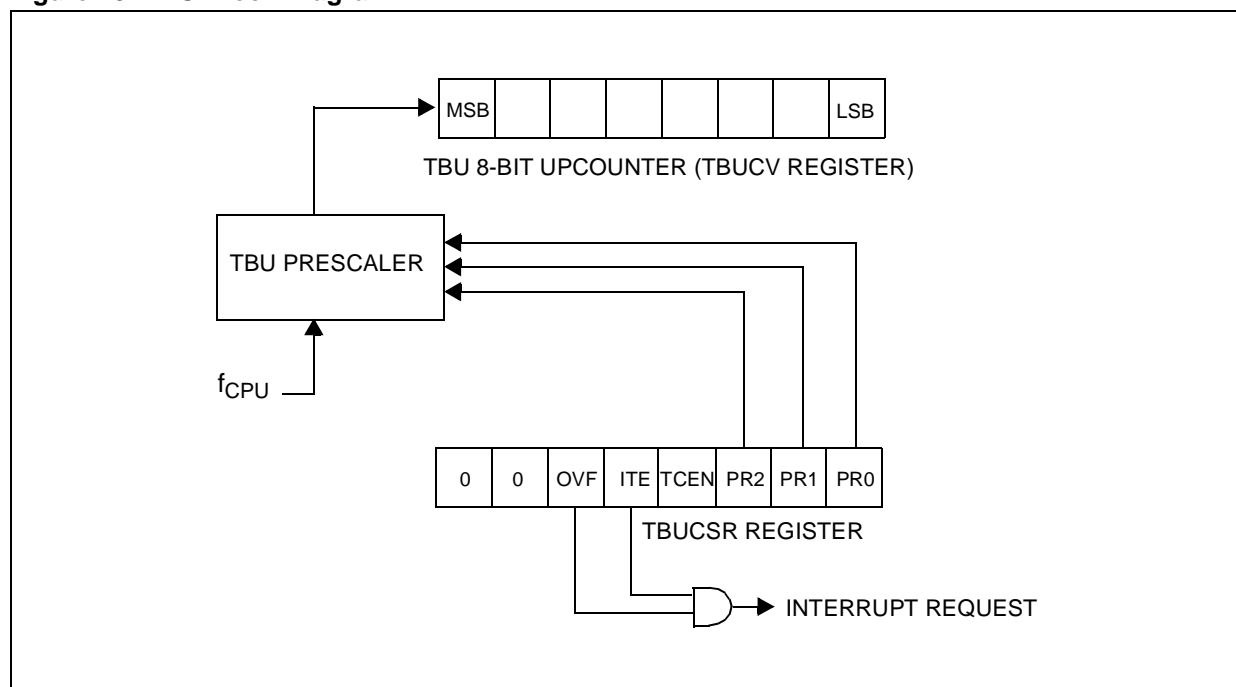 MSB LSB
TBU 8-BIT UPCOUNTER (TBUCV REGISTER)
TBU PRESCALER
fCPU
0 0 OVF ITE TCEN PR2 PR1 PR0
TBUCSR REGISTER
INTERRUPT REQUEST